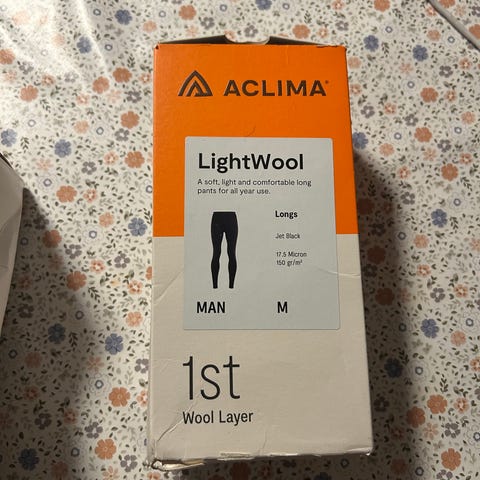 ACLIMA®
LightWool
A soft, light and comfortable long
pants for all year use.
Longs
Jet Black
17,5 Micron
150 gr/m²
MAN
M
1st
Wool Layer